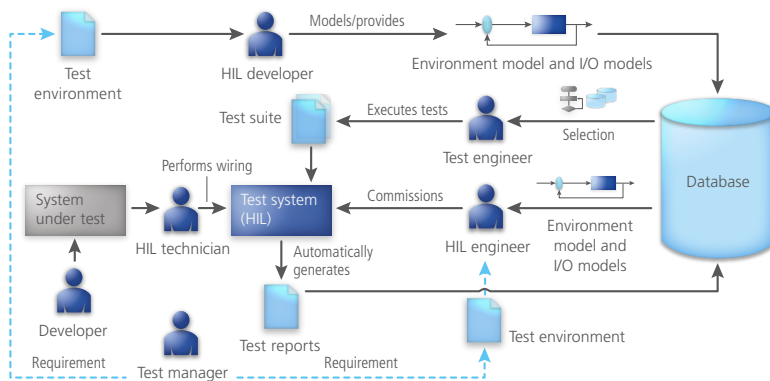 Models/provides
Test
environment
HIL developer
Environment model and I/O models
Test suite
Executes tests
Test engineer
Selection
Database
Performs wiring
System
under test
HIL technician
Test system
(HIL)
Commissions
HIL engineer
Environment
model and
I/O models
Automatically
generates
Developer
Test reports
Test environment
Requirement
Test manager
Requirement